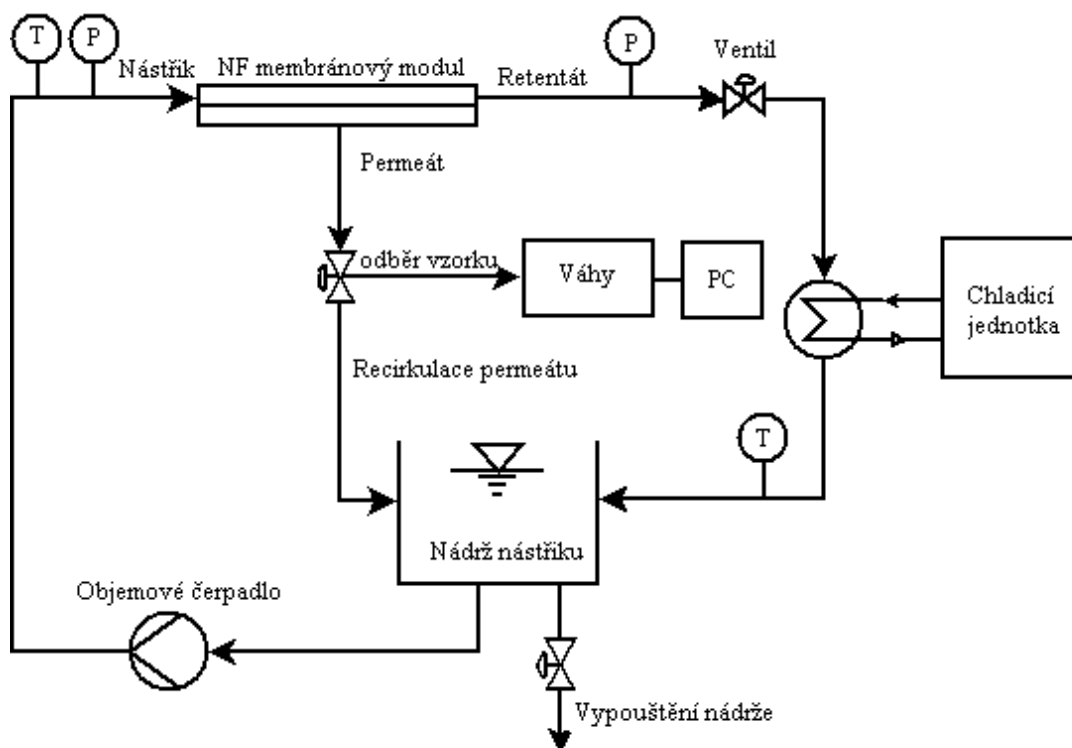 T
P
Nástřik
NF membránový modul
Retentát
P
Ventil
Permeát
odběr vzorku
Váhy
PC
Chladicí
jednotka
Recirkulace permeátu
T
Nádrž nástřiku
Objemové čerpadlo
Vypouštění nádrže